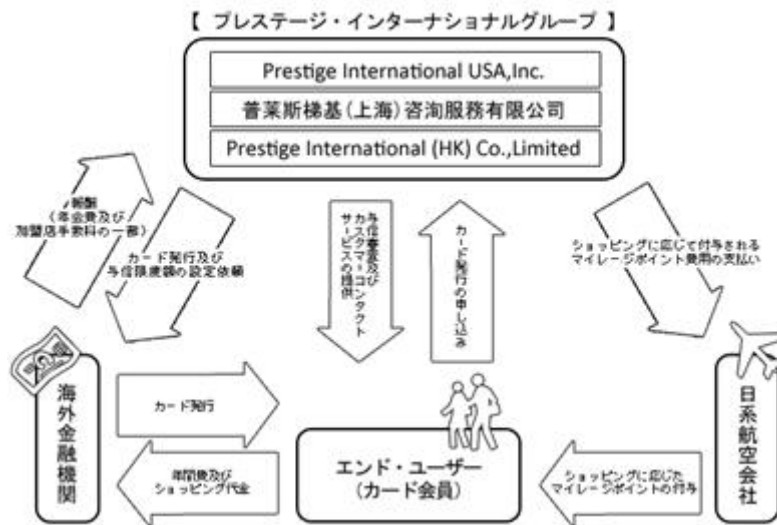 【 プレステージ・インターナショナルグループ 】
Prestige International USA,Inc.
普莱斯梯基(上海)咨洵服務有限公司
Prestige International (HK) Co.,Limited
報酬
(年会費及び
加盟店手数料の一部)
カード発行及び
与信限度額の設定依頼
与信審査及び
カスタマーコンタクト
サービスの提供
カード発行の申し込み
ショッピングに応じて付与される
マイレージポイント費用の支払い
海外金融機関
カード発行
年間費及び
ショッピング代金
エンド・ユーザー
(カード会員)
ショッピングに応じた
マイレージポイントの付与
日系航空会社